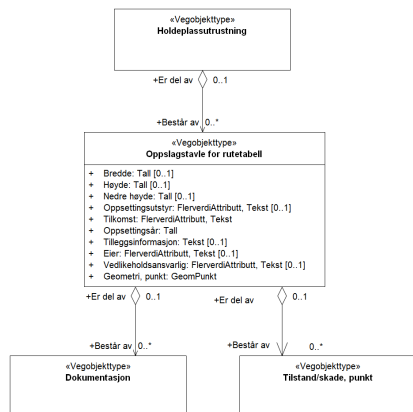 «Vegobjekttype»
Holdeplassutrustning
+Er del av 0..1
+Består av 0..*
«Vegobjekttype»
Oppslagstavle for rutetabell
+ Bredde: Tall [0..1]
+ Høyde: Tall [0..1]
+ Nedre høyde: Tall [0..1]
+ Oppsettingsutstyr: FlerverdiAttributt, Tekst [0..1]
+ Tilkomst: FlerverdiAttributt, Tekst
+ Oppsettingsår: Tall
+ Tilleggsinformasjon: Tekst [0..1]
+ Eier: FlerverdiAttributt, Tekst [0..1]
+ Vedlikeholdsansvarlig: FlerverdiAttributt, Tekst [0..1]
+ Geometri, punkt: GeomPunkt
+Er del av 0..1 +Er del av 0..1
+Består av 0..* +Består av 0..*
«Vegobjekttype» «Vegobjekttype»
Dokumentasjon Tilstand/skade, punkt